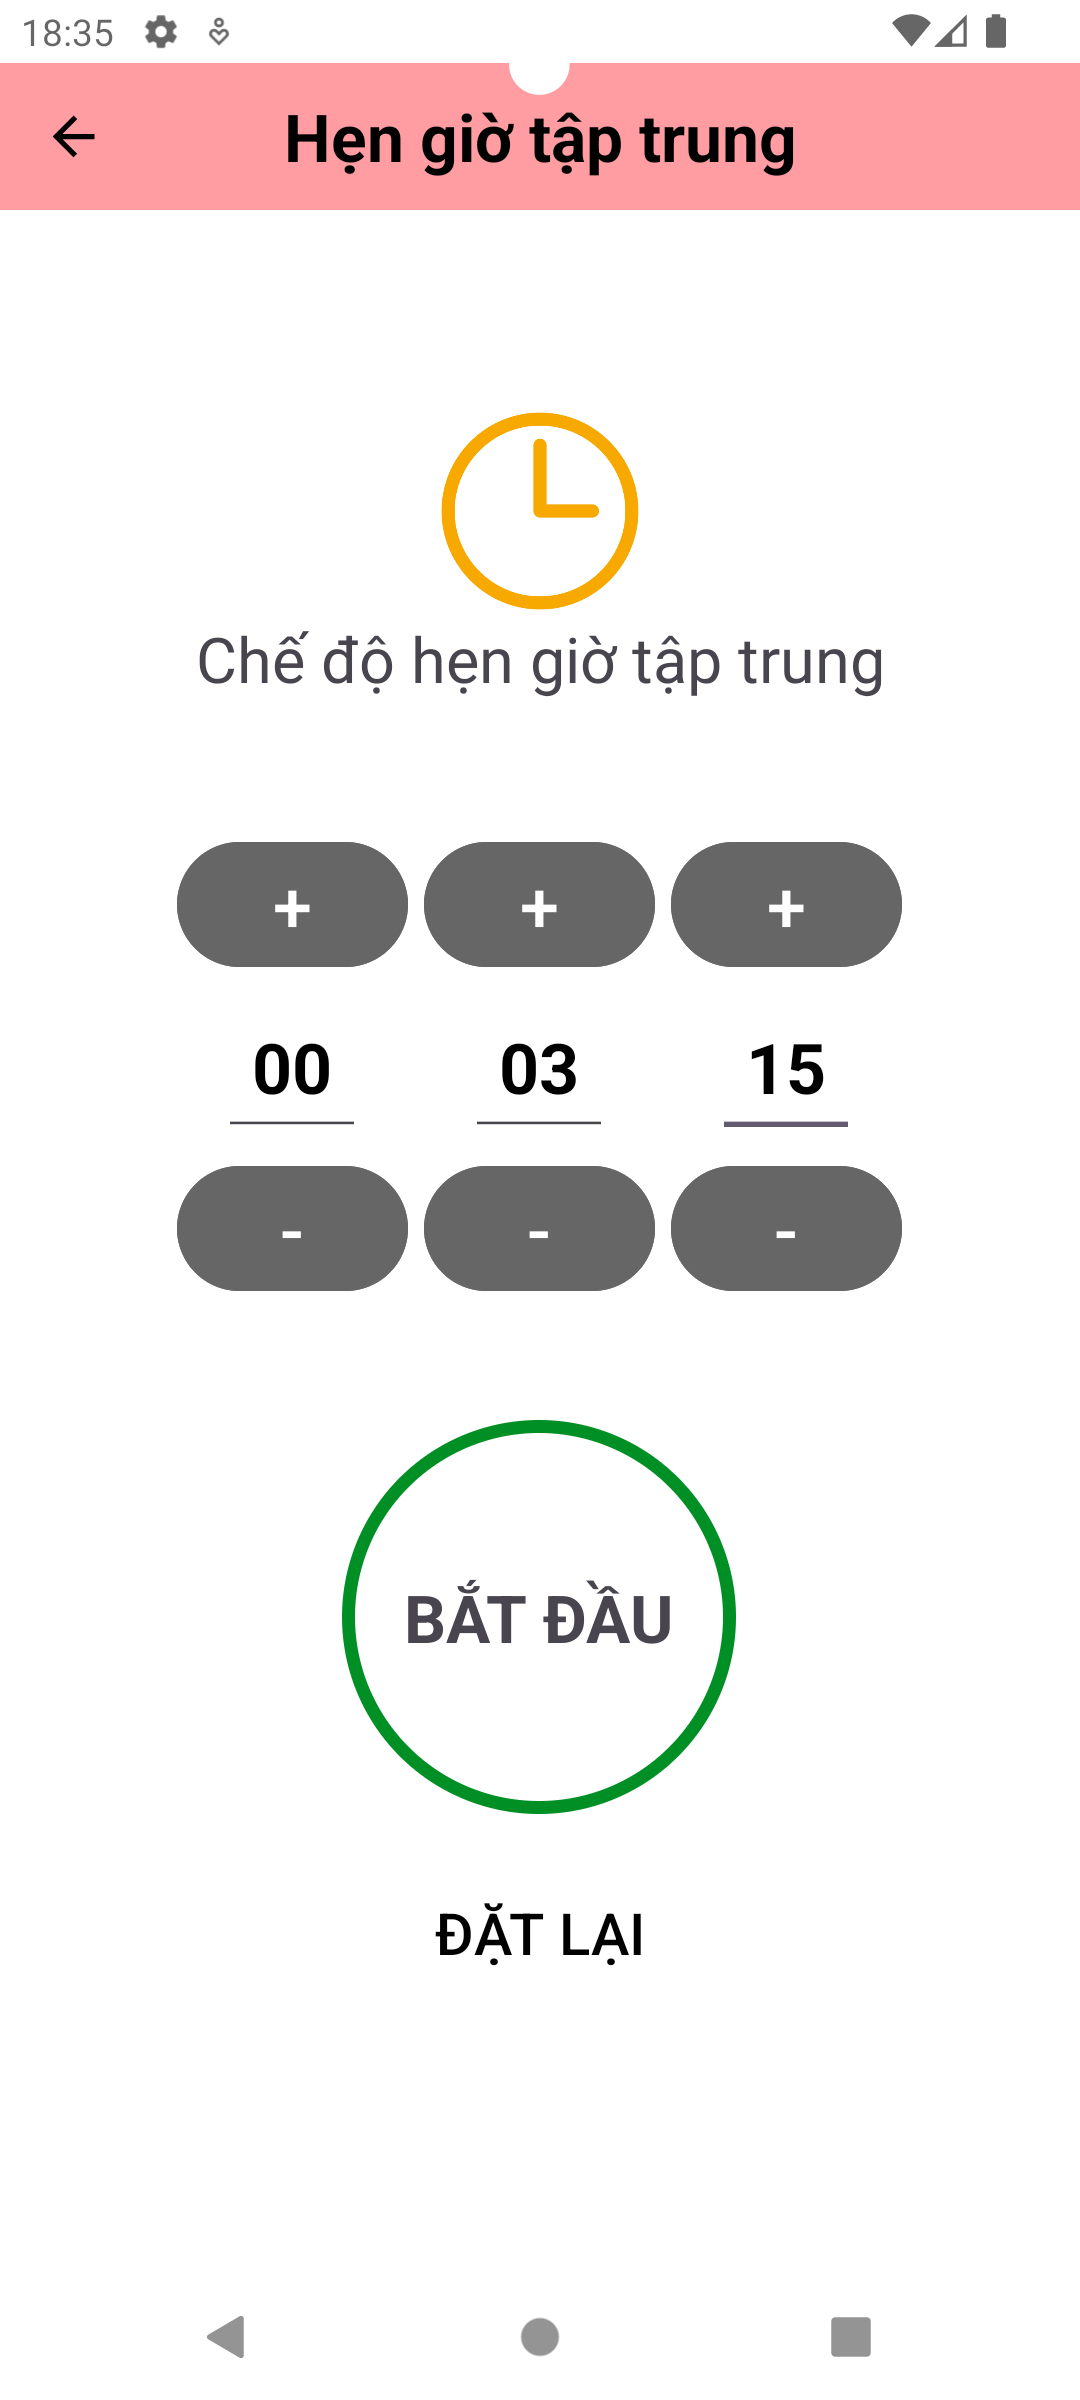 18:35
Hẹn giờ tập trung
Chế độ hẹn giờ tập trung
+ + +
00 03 15
- - -
BẮT ĐẦU
ĐẶT LẠI